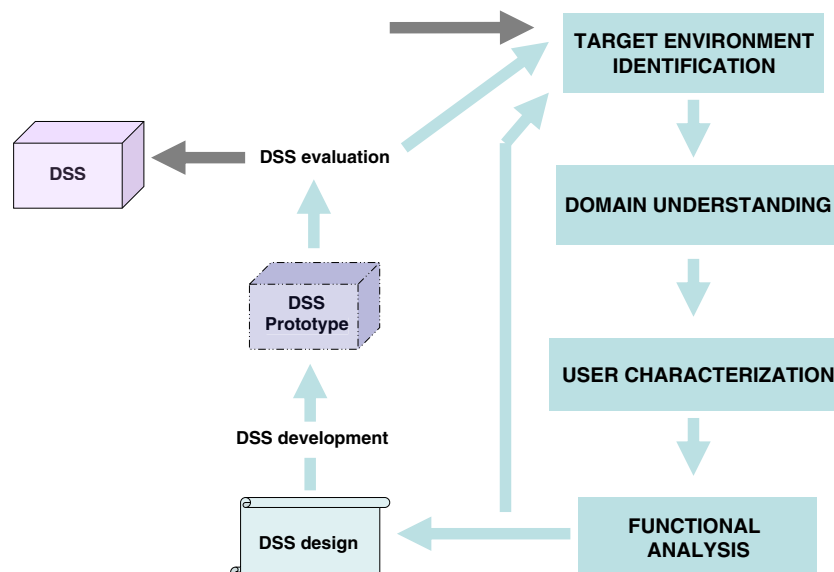 TARGET ENVIRONMENT
IDENTIFICATION
DSS evaluation
DSS
DOMAIN UNDERSTANDING
DSS
Prototype
USER CHARACTERIZATION
DSS development
DSS design
FUNCTIONAL
ANALYSIS